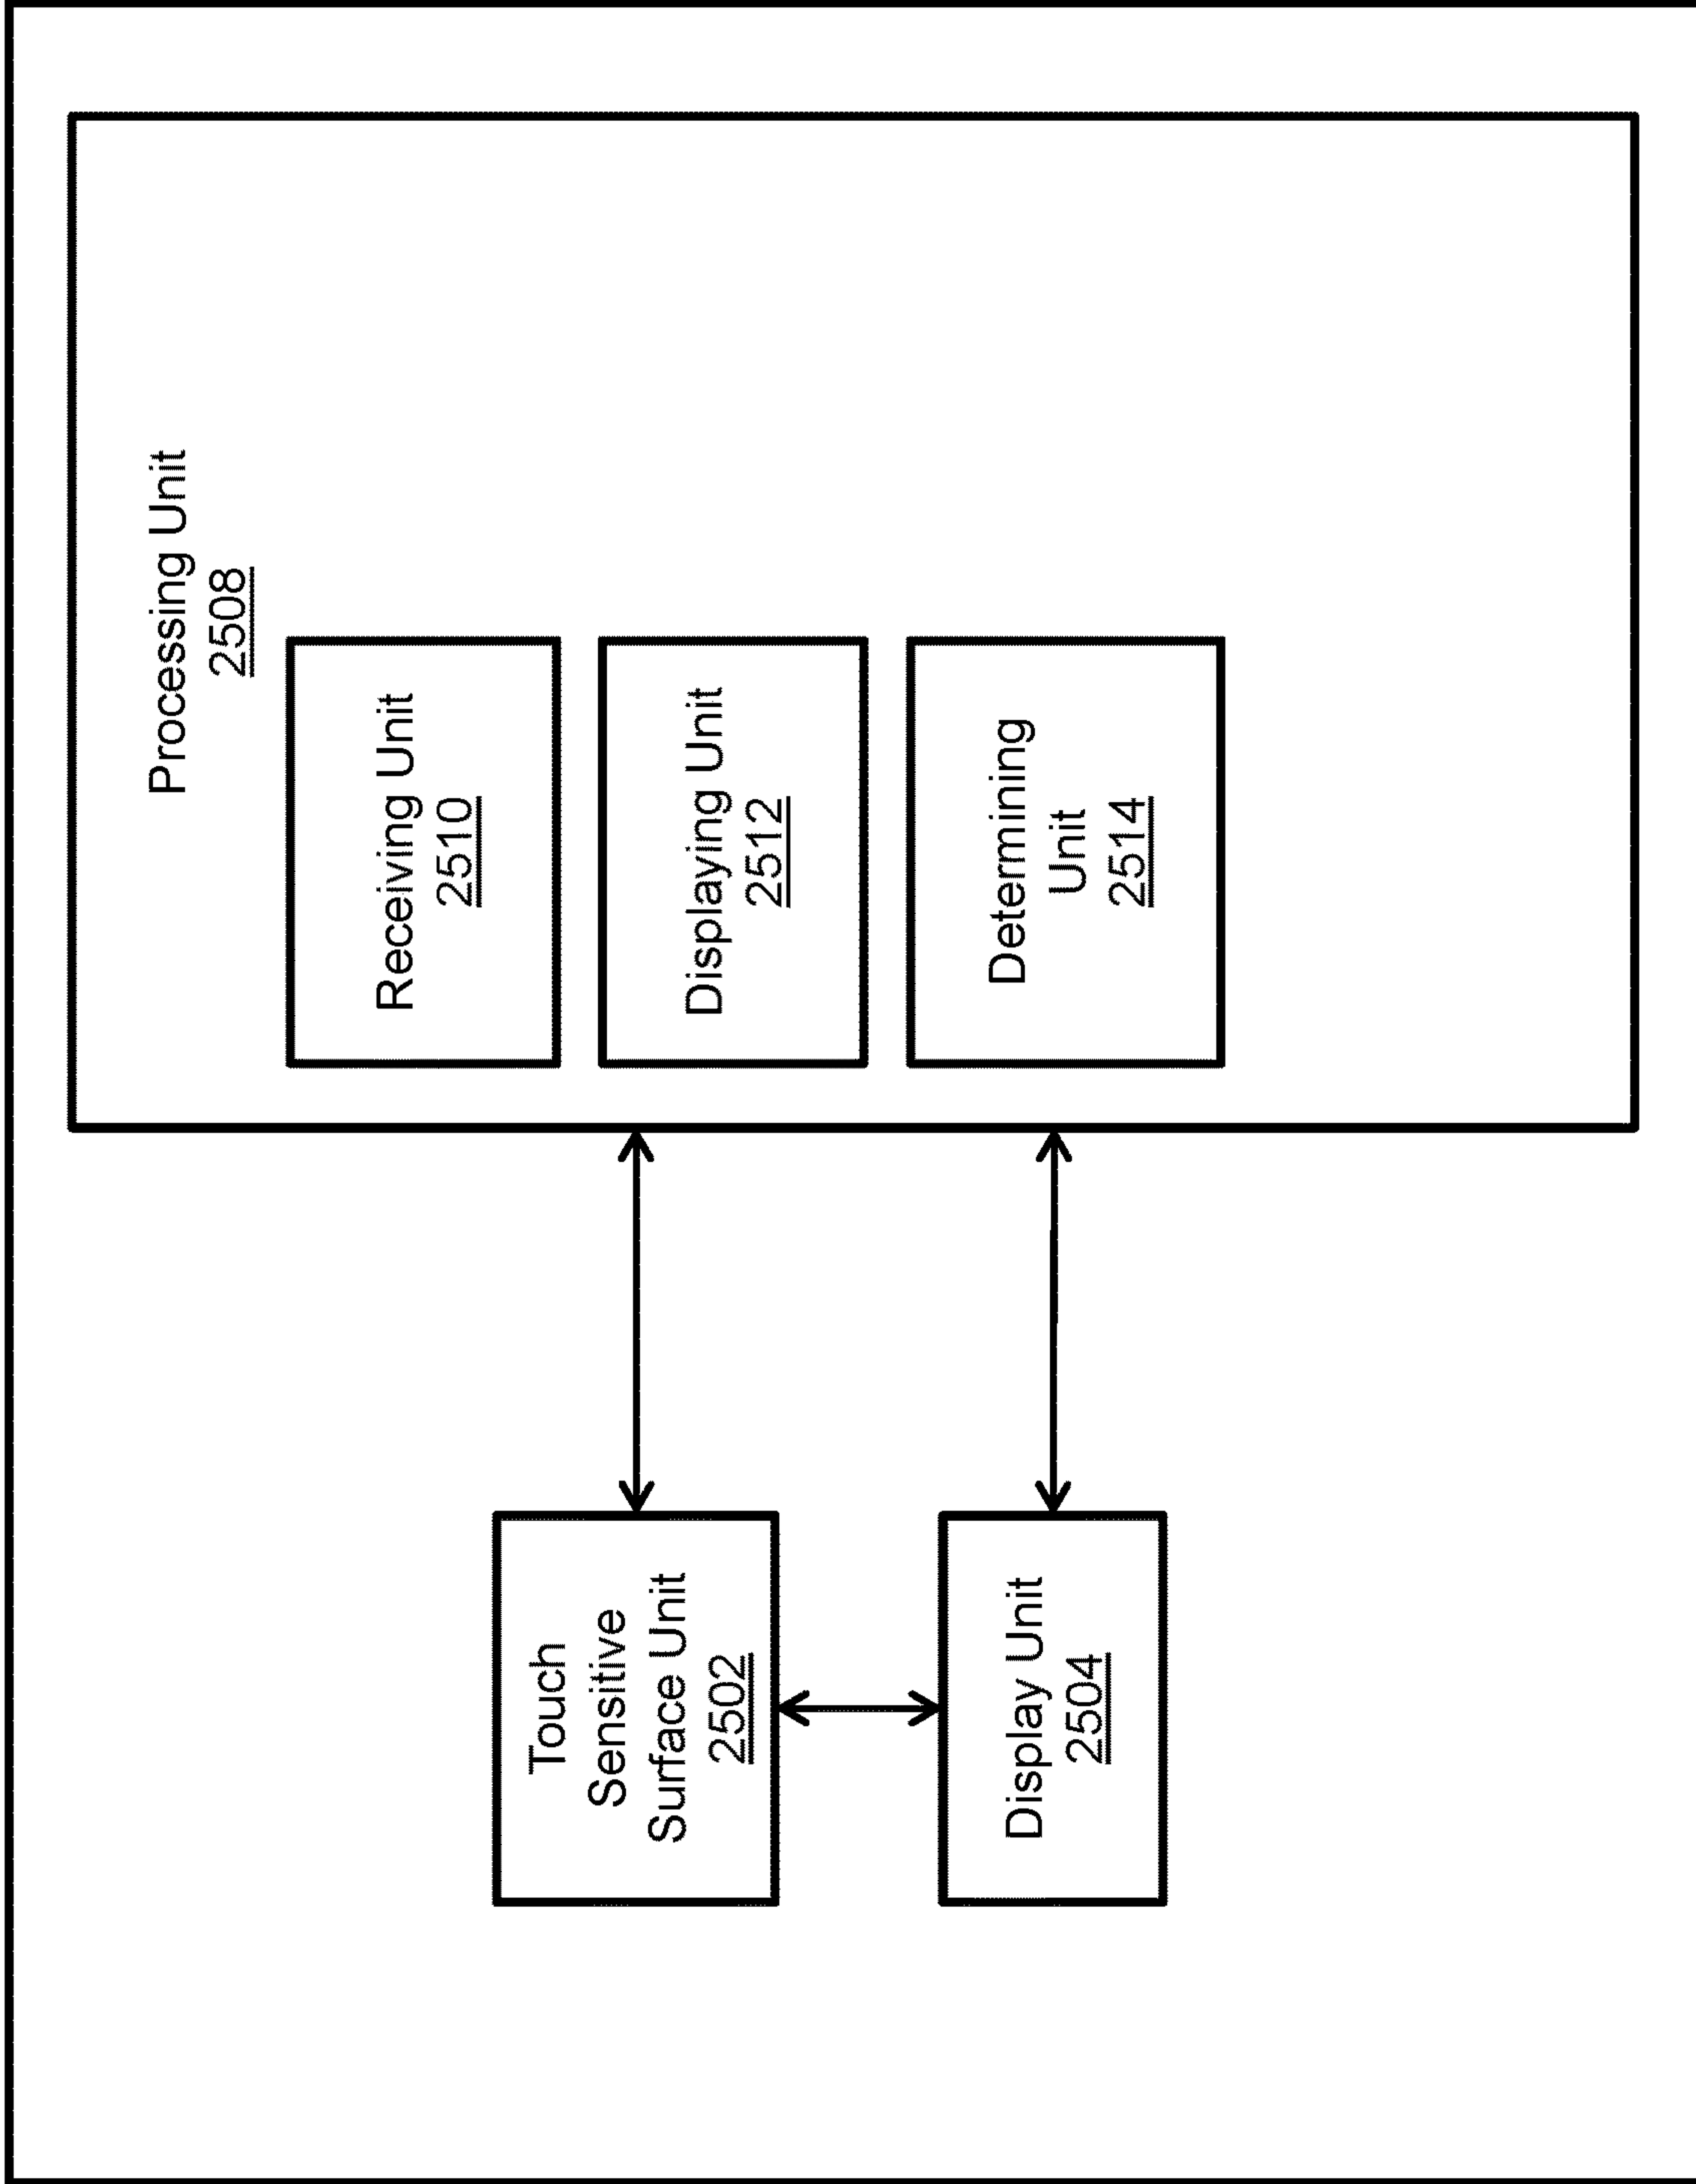 Processing Unit
2508
Receiving Unit
2510
Displaying Unit
2512
Determining
Unit
2514
Touch
Sensitive
Surface Unit
2502
Display Unit
2504